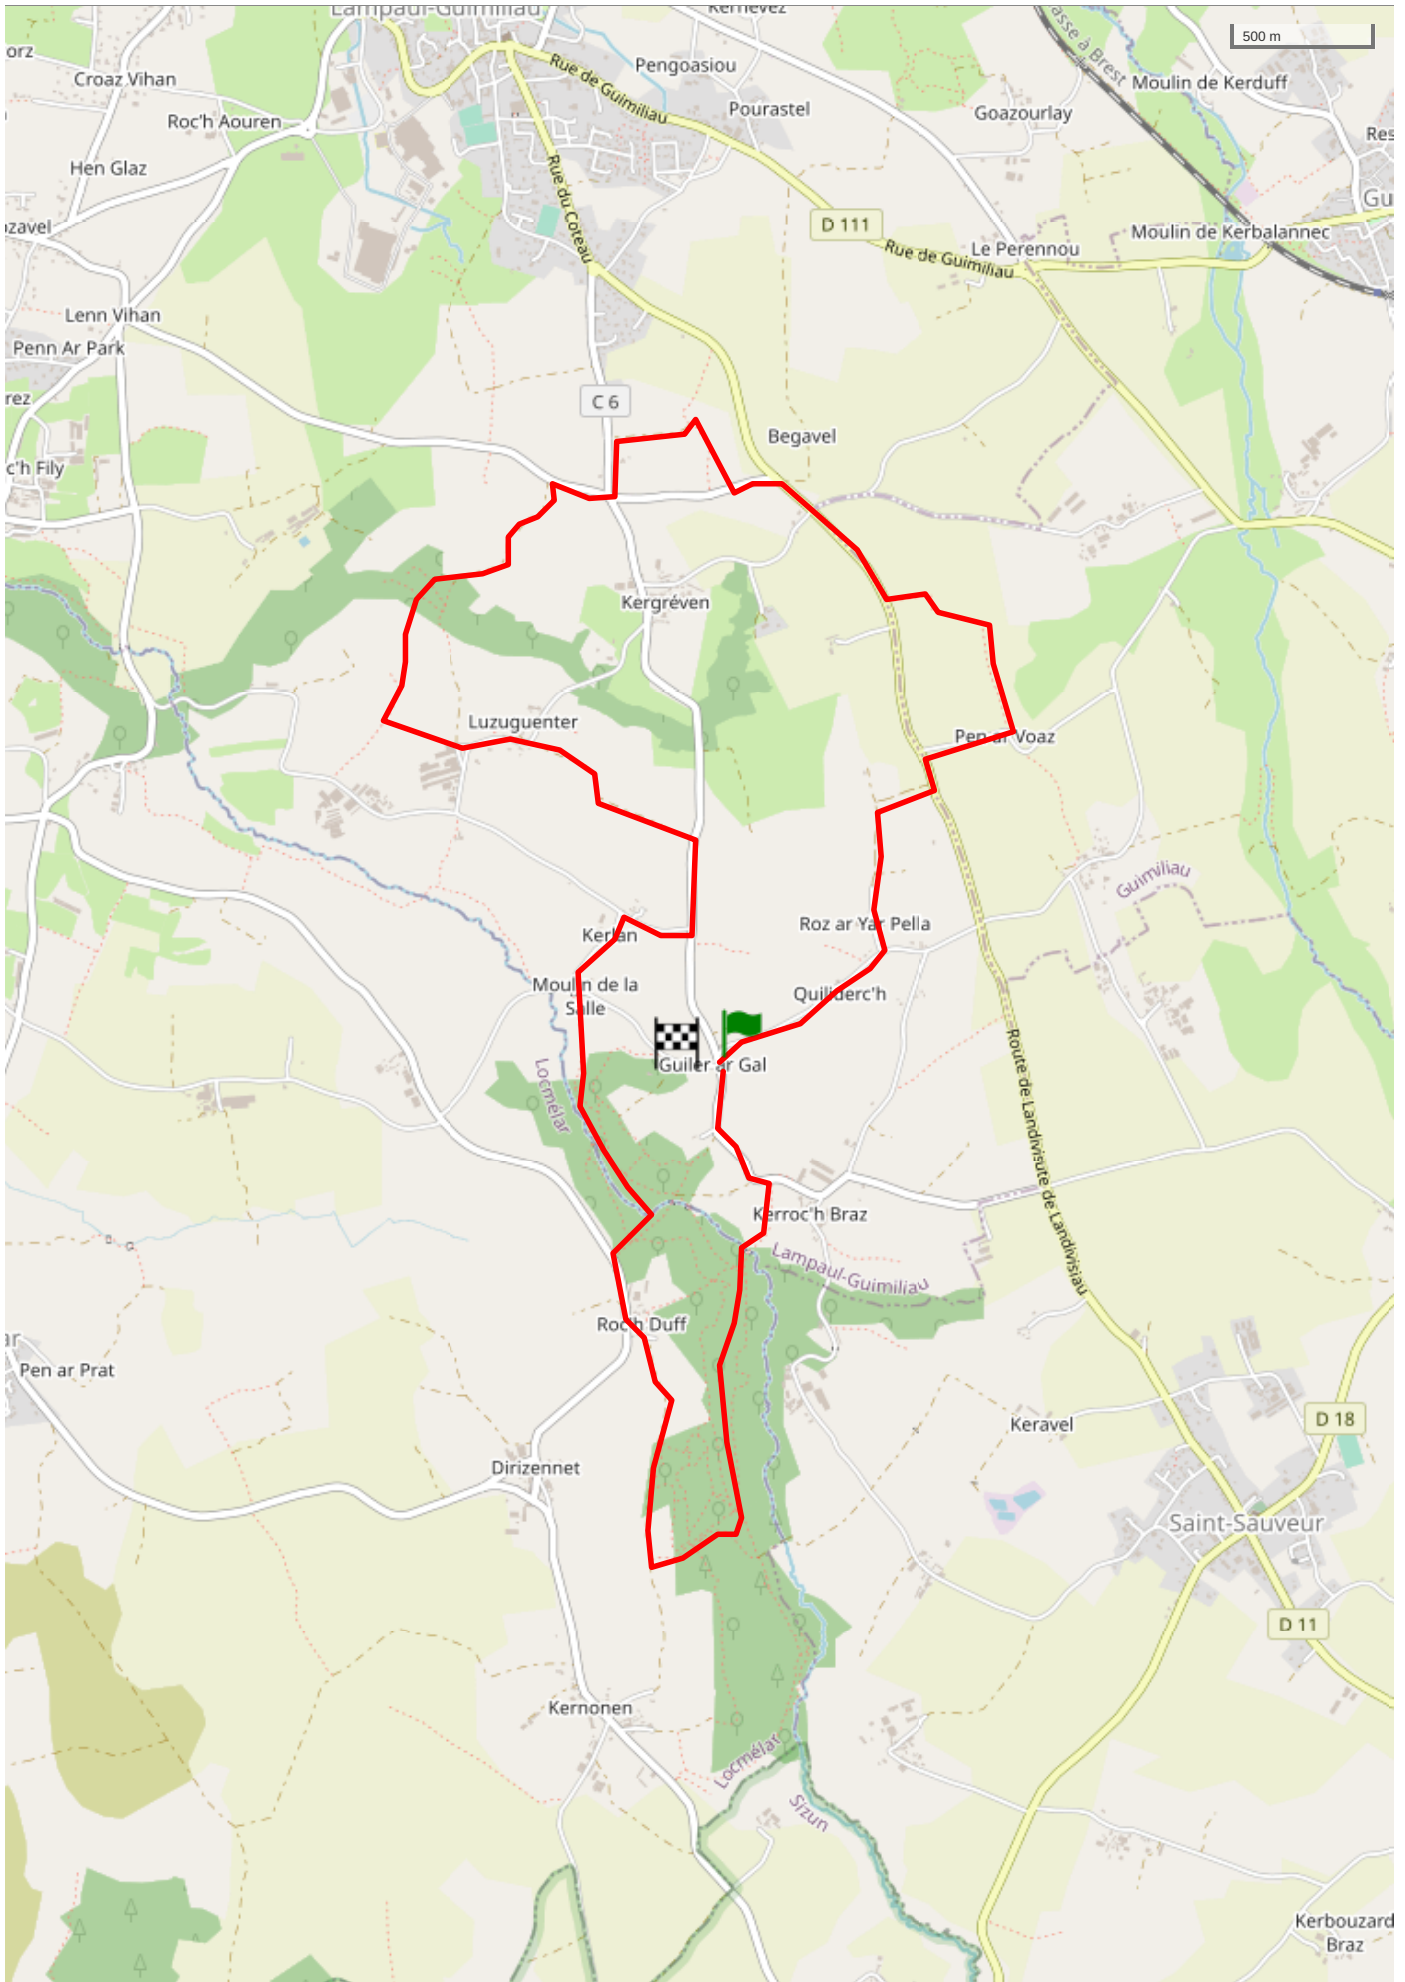 Lampaul-Guimiliau
Kernevez
500 m
Croaz Vihan
Rue de Guimiliau
Pengoasiou
Moulin de Kerduff
Roc'h Aouren
Pourastel
Goazourlay
Hen Glaz
Rue du Coteau
D 111
Rue de Guimiliau
Le Perennou
Moulin de Kerbalannec
Lenn Vihan
Penn Ar Park
C 6
Begavel
Kergréven
Luzuguenter
Pen ar Voaz
Guimiliau
Roz ar Yar Pella
Kerlan
Moulin de la
Salle
Quiliderc'h
Guiler ar Gal
Locmélar
Route de Landivisiau
Kerroc'h Braz
Lampaul-Guimiliau
Roc'h Duff
Pen ar Prat
Keravel
D 18
Dirizennet
Saint-Sauveur
D 11
Kernonen
Locmélar
Sizun
Kerbouzard
Braz